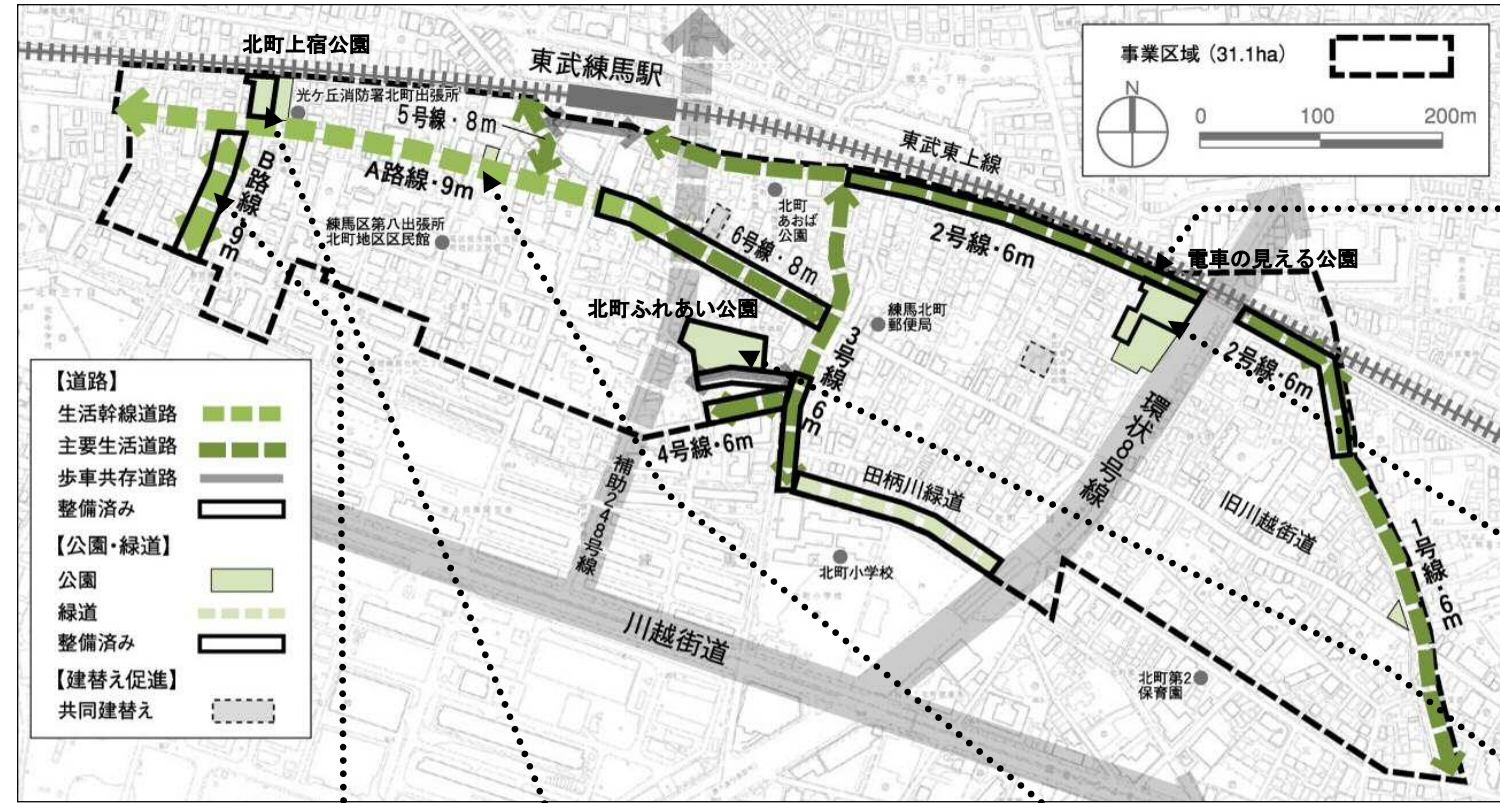 北町上宿公園
東武練馬駅
光ケ丘消防署北町出張所
5号線・8m
A路線・9m
B路線・9m
練馬区第八出張所
北町地区区民館
事業区域(31.1ha)
N
0 100 200m
東武東上線
北町
あおば
公園
6号線・8m
2号線・6m
電車の見える公園
北町ふれあい公園
練馬北町
郵便局
3号線・6m
2号線・6m
4号線・6m
補助248号線
田柄川緑道
環状8号線
旧川越街道
1号線・6m
北町小学校
川越街道
北町第2
保育園
【道路】
生活幹線道路
主要生活道路
歩車共存道路
整備済み
【公園・緑道】
公園
緑道
整備済み
【建替え促進】
共同建替え